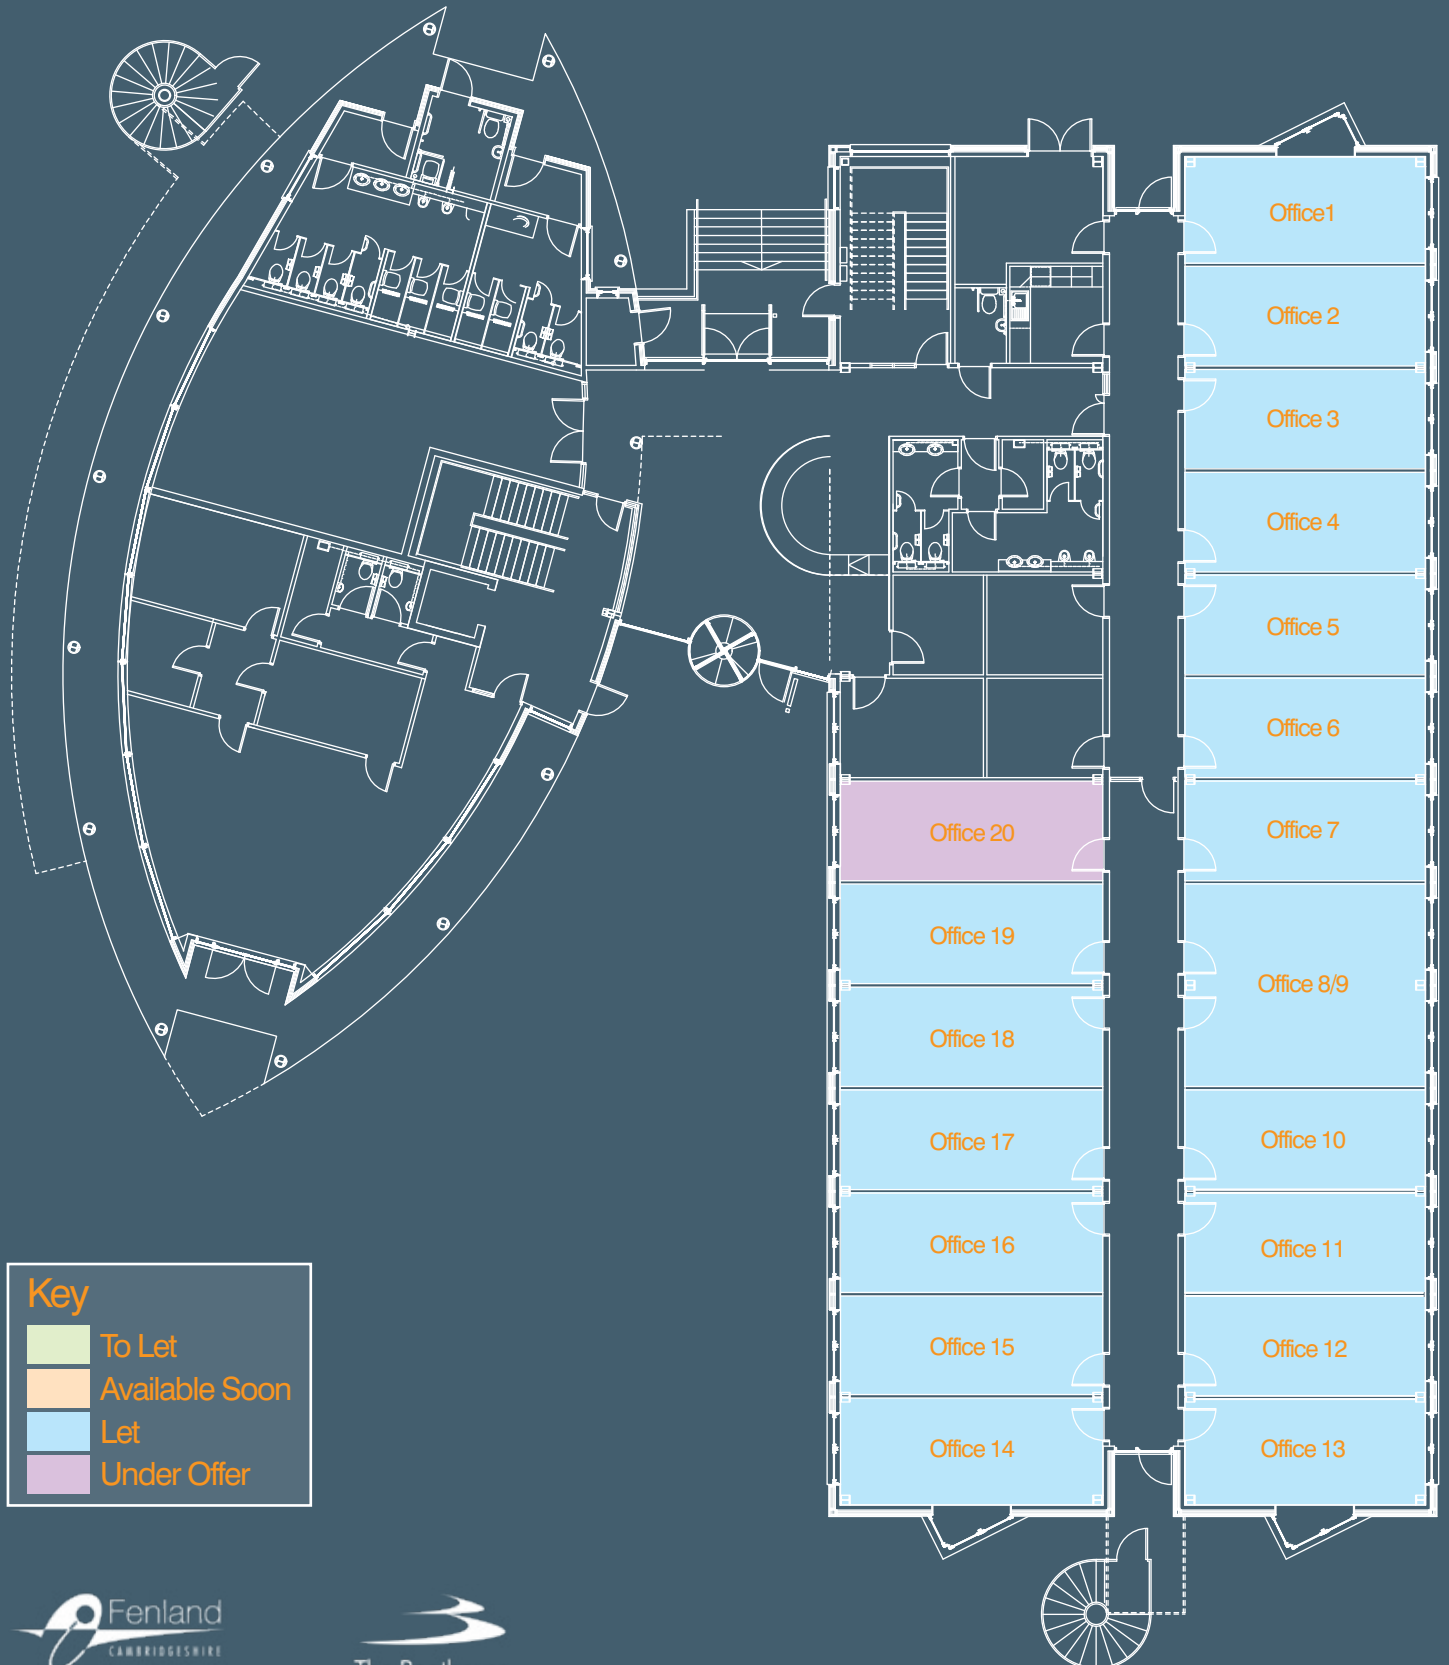 Office1
Office 2
Office 3
Office 4
Office 5
Office 6
Office 7
Office 20
Office 19
Office 8/9
Office 18
Office 17
Office 10
Office 16
Office 11
Office 15
Office 12
Office 14
Office 13
Key
To Let
Available Soon
Let
Under Offer
Fenland
CAMBRIDGESHIRE
The